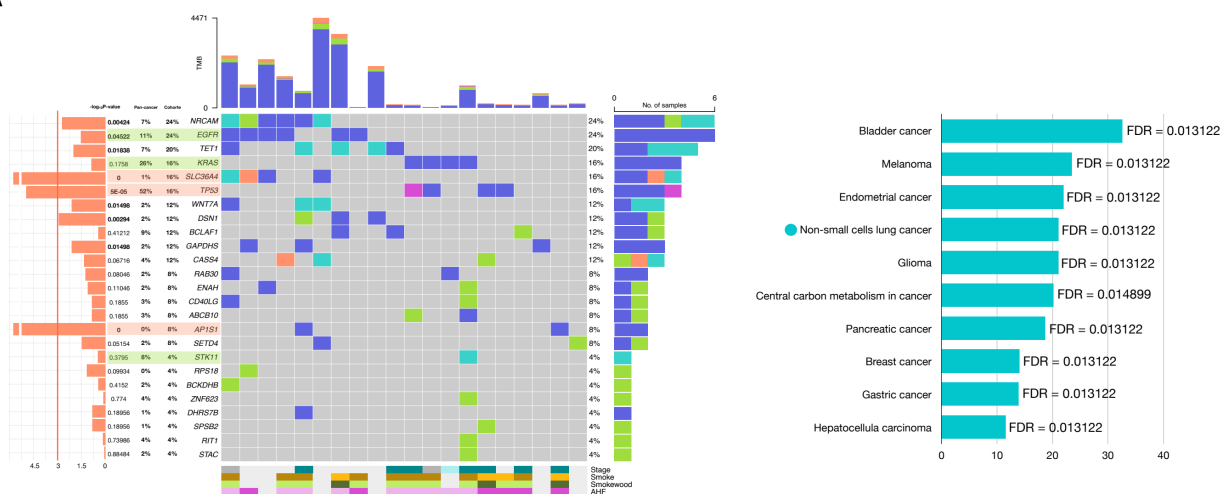 4471
TMB
0
-log10P-value Pan-cancer Cohorte
0 6
No. of samples
0.00424 7% 24% NRCAM 24%
0.04522 11% 24% EGFR 24%
0.01838 7% 20% TET1 20%
0.1758 26% 16% KRAS 16%
0 1% 16% SLC36A4 16%
5E-05 52% 16% TP53 16%
0.01498 2% 12% WNT7A 12%
0.00294 2% 12% DSN1 12%
0.41212 9% 12% BCLAF1 12%
0.01498 2% 12% GAPDHS 12%
0.06716 4% 12% CASS4 12%
0.08046 2% 8% RAB30 8%
0.11046 2% 8% ENAH 8%
0.1855 3% 8% CD40LG 8%
0.1855 3% 8% ABCB10 8%
0 0% 8% AP1S1 8%
0.05154 2% 8% SETD4 8%
0.3795 8% 4% STK11 4%
0.09934 0% 4% RPS18 4%
0.4152 2% 4% BCKDHB 4%
0.774 4% 4% ZNF623 4%
0.18956 1% 4% DHRS7B 4%
0.18956 1% 4% SPSB2 4%
0.73986 4% 4% RIT1 4%
0.88484 2% 4% STAC 4%
4.5 3 1.5 0
Stage
Smoke
Smokewood
AHF
Bladder cancer FDR = 0.013122
Melanoma FDR = 0.013122
Endometrial cancer FDR = 0.013122
Non-small cells lung cancer FDR = 0.013122
Glioma FDR = 0.013122
Central carbon metabolism in cancer FDR = 0.014899
Pancreatic cancer FDR = 0.013122
Breast cancer FDR = 0.013122
Gastric cancer FDR = 0.013122
Hepatocellula carcinoma FDR = 0.013122
0 10 20 30 40